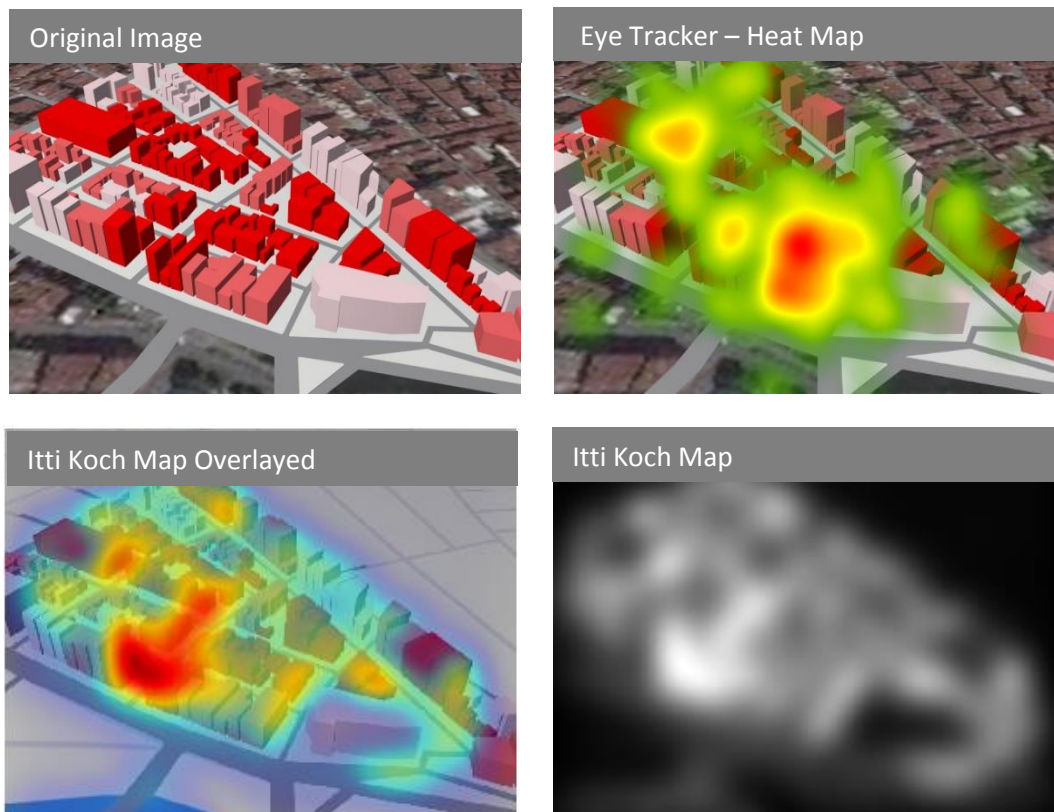 Original Image
Eye Tracker – Heat Map
Itti Koch Map Overlayed
Itti Koch Map